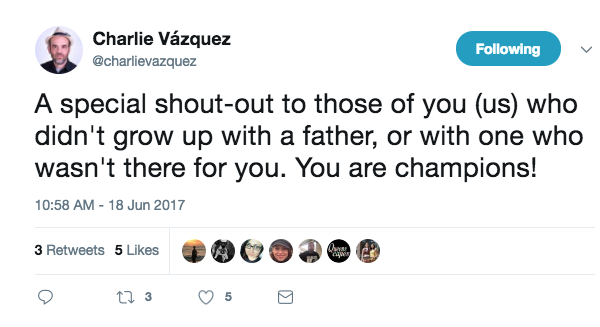 Charlie Vázquez
@charlievazquez
Following
A special shout-out to those of you (us) who
didn't grow up with a father, or with one who
wasn't there for you. You are champions!
10:58 AM - 18 Jun 2017
3 Retweets 5 Likes
3 5